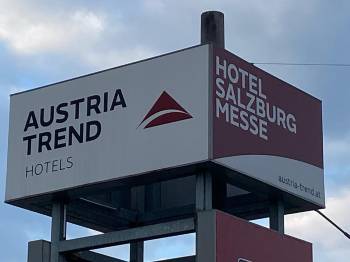 AUSTRIA
TREND
HOTELS
HOTEL
SALZBURG
MESSE
austria-trend.at